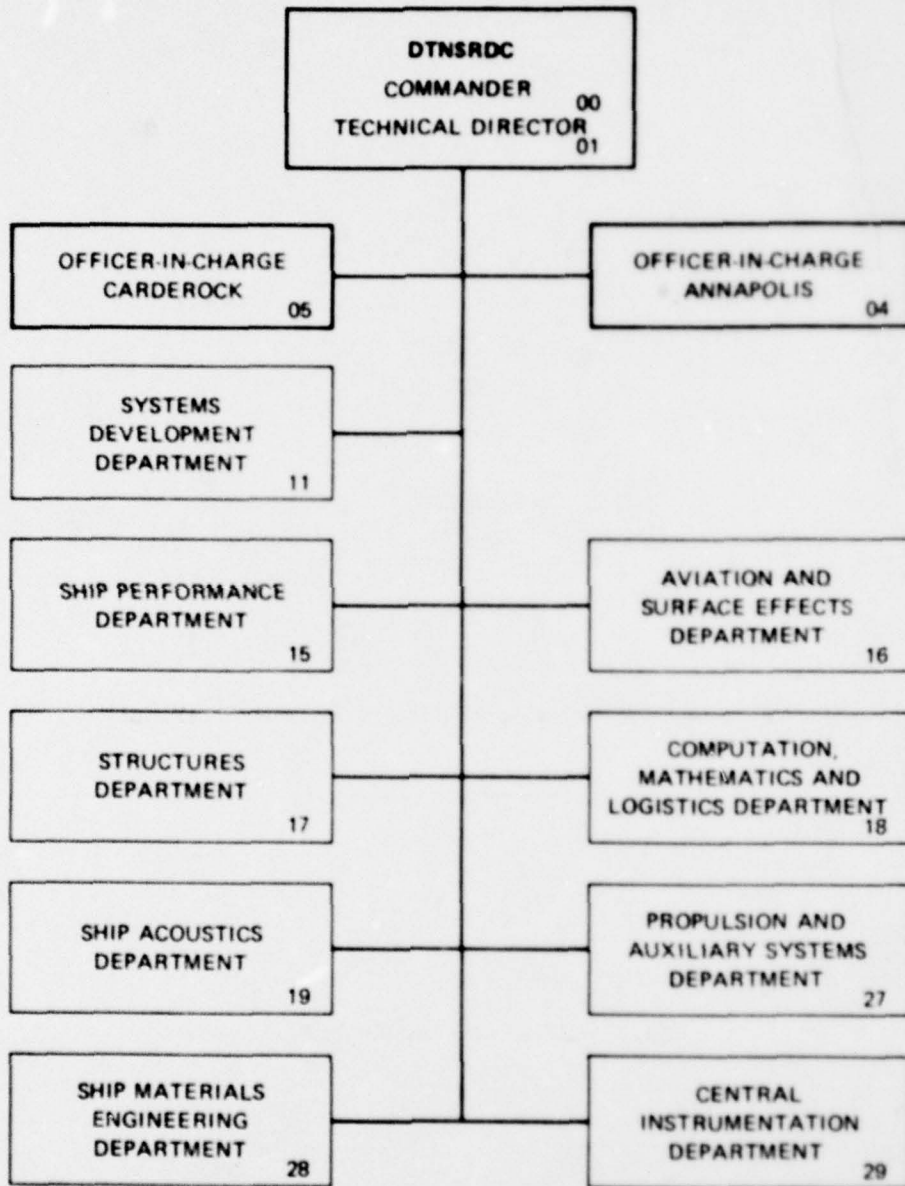 DTNSRDC
COMMANDER
00
TECHNICAL DIRECTOR
01
OFFICER-IN-CHARGE
CARDEROCK
05
OFFICER-IN-CHARGE
ANNAPOLIS
04
SYSTEMS
DEVELOPMENT
DEPARTMENT
11
SHIP PERFORMANCE
DEPARTMENT
15
AVIATION AND
SURFACE EFFECTS
DEPARTMENT
16
STRUCTURES
DEPARTMENT
17
COMPUTATION,
MATHEMATICS AND
LOGISTICS DEPARTMENT
18
SHIP ACOUSTICS
DEPARTMENT
19
PROPULSION AND
AUXILIARY SYSTEMS
DEPARTMENT
27
SHIP MATERIALS
ENGINEERING
DEPARTMENT
28
CENTRAL
INSTRUMENTATION
DEPARTMENT
29